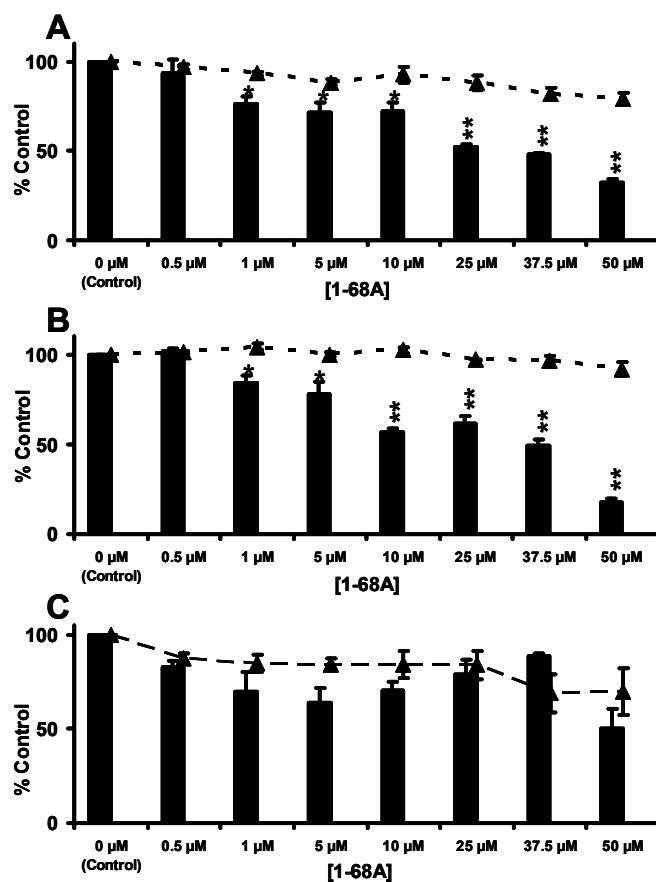 A
100
50
0
% Control
* * * ** ** **
0 µM 0.5 µM 1 µM 5 µM 10 µM 25 µM 37.5 µM 50 µM
(Control)
[1-68A]
B
100
50
0
% Control
* * ** ** ** **
0 µM 0.5 µM 1 µM 5 µM 10 µM 25 µM 37.5 µM 50 µM
(Control)
[1-68A]
C
100
50
0
% Control
0 µM 0.5 µM 1 µM 5 µM 10 µM 25 µM 37.5 µM 50 µM
(Control)
[1-68A]